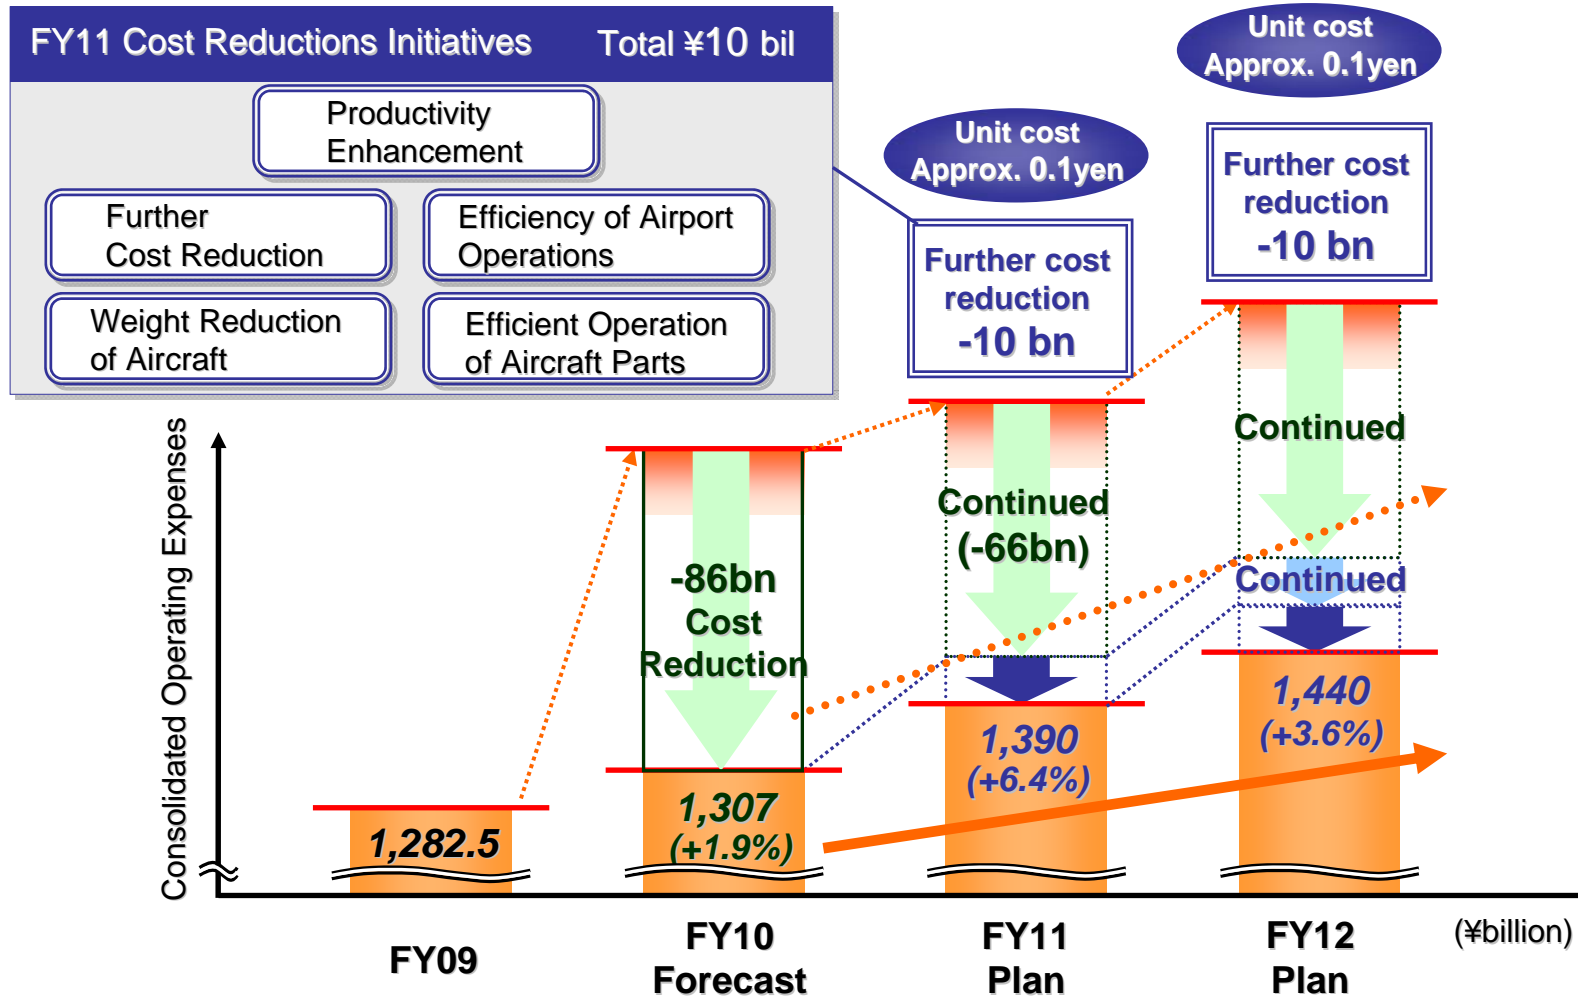 FY11 Cost Reductions Initiatives Total ¥10 bil
Productivity
Enhancement
Further
Cost Reduction
Efficiency of Airport
Operations
Weight Reduction
of Aircraft
Efficient Operation
of Aircraft Parts
Unit cost
Approx. 0.1yen
Further cost
reduction
-10 bn
Unit cost
Approx. 0.1yen
Further cost
reduction
-10 bn
Consolidated Operating Expenses
1,282.5
-86bn
Cost
Reduction
1,307
(+1.9%)
Continued
(-66bn)
1,390
(+6.4%)
Continued
Continued
1,440
(+3.6%)
FY09
FY10
Forecast
FY11
Plan
FY12
Plan
(¥billion)